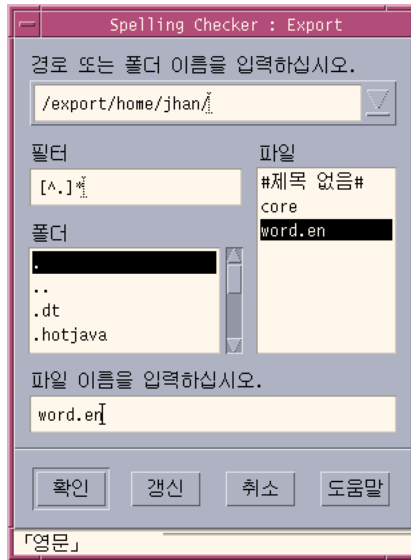 Spelling Checker : Export
경로 또는 폴더 이름을 입력하십시오.
/export/home/jhan/
필터
[^.]*
폴더
.
..
.dt
.hotjava
파일
#제목 없음#
core
word.en
파일 이름을 입력하십시오.
word.en
확인 갱신 취소 도움말
「영문」